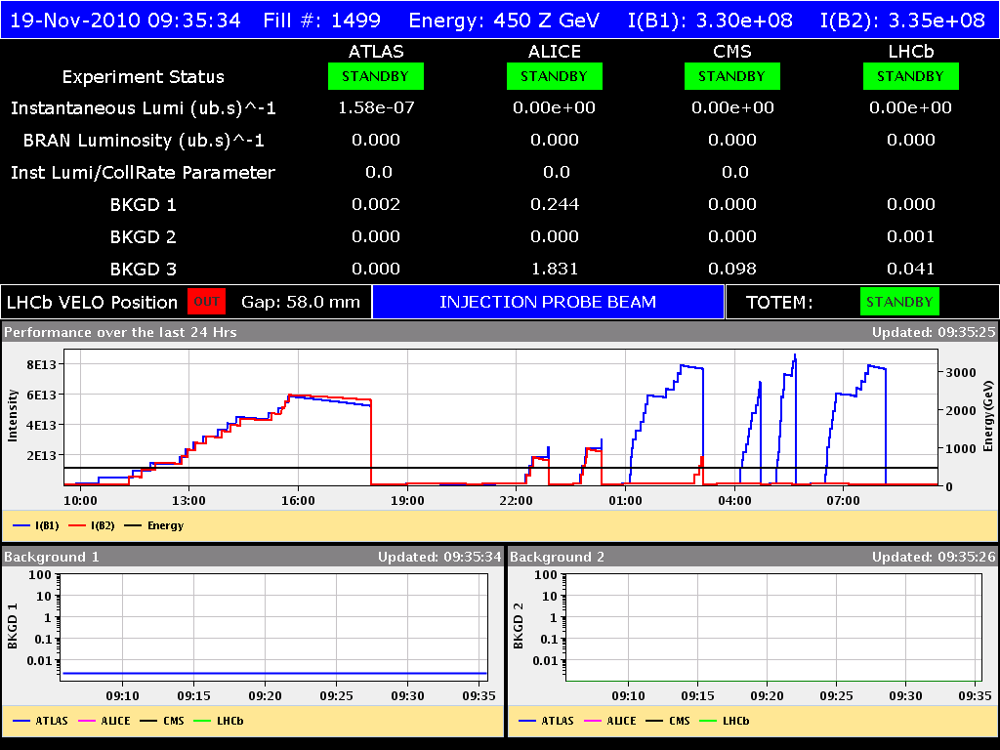 19-Nov-2010 09:35:34 Fill #: 1499 Energy: 450 Z GeV I(B1): 3.30e+08 I(B2): 3.35e+08
ATLAS ALICE CMS LHCb
Experiment Status STANDBY STANDBY STANDBY STANDBY
Instantaneous Lumi (ub.s)^-1 1.58e-07 0.00e+00 0.00e+00 0.00e+00
BRAN Luminosity (ub.s)^-1 0.000 0.000 0.000 0.000
Inst Lumi/CollRate Parameter 0.0 0.0 0.0
BKGD 1 0.002 0.244 0.000 0.000
BKGD 2 0.000 0.000 0.000 0.001
BKGD 3 0.000 1.831 0.098 0.041
LHCb VELO Position OUT Gap: 58.0 mm INJECTION PROBE BEAM TOTEM: STANDBY
Performance over the last 24 Hrs Updated: 09:35:25
8E13 3000
6E13 2000
4E13 1000
2E13 0
Intensity
Energy(GeV)
10:00 13:00 16:00 19:00 22:00 01:00 04:00 07:00
I(B1) I(B2) Energy
Background 1 Updated: 09:35:34
BKGD 1
100
10
1
0.1
0.01
09:10 09:15 09:20 09:25 09:30 09:35
ATLAS ALICE CMS LHCb
Background 2 Updated: 09:35:26
BKGD 2
100
10
1
0.1
0.01
09:10 09:15 09:20 09:25 09:30 09:35
ATLAS ALICE CMS LHCb